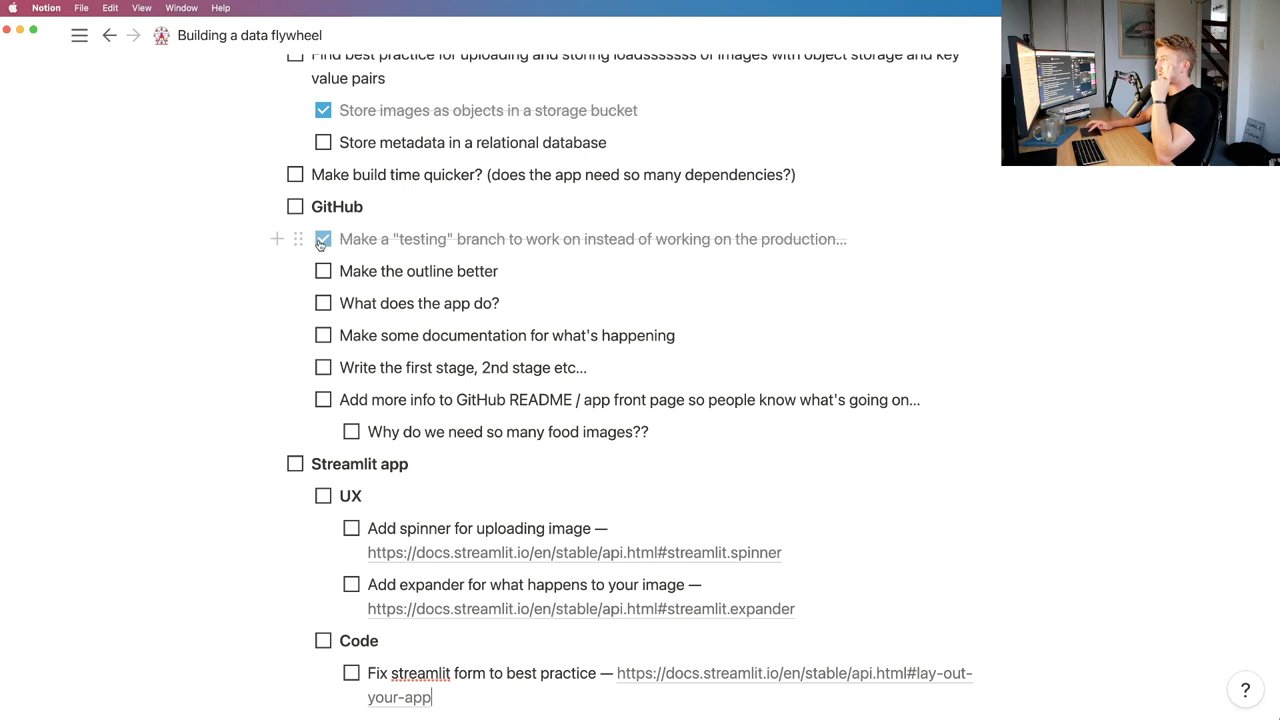 Notion File Edit View Window Help
Building a data flywheel
Find best practice for uploading and storing loadsssssss of images with object storage and key
value pairs
Store images as objects in a storage bucket
Store metadata in a relational database
Make build time quicker? (does the app need so many dependencies?)
GitHub
Make a "testing" branch to work on instead of working on the production...
Make the outline better
What does the app do?
Make some documentation for what's happening
Write the first stage, 2nd stage etc...
Add more info to GitHub README / app front page so people know what's going on...
Why do we need so many food images??
Streamlit app
UX
Add spinner for uploading image —
https://docs.streamlit.io/en/stable/api.html#streamlit.spinner
Add expander for what happens to your image —
https://docs.streamlit.io/en/stable/api.html#streamlit.expander
Code
Fix streamlit form to best practice — https://docs.streamlit.io/en/stable/api.html#lay-out-
your-app
?